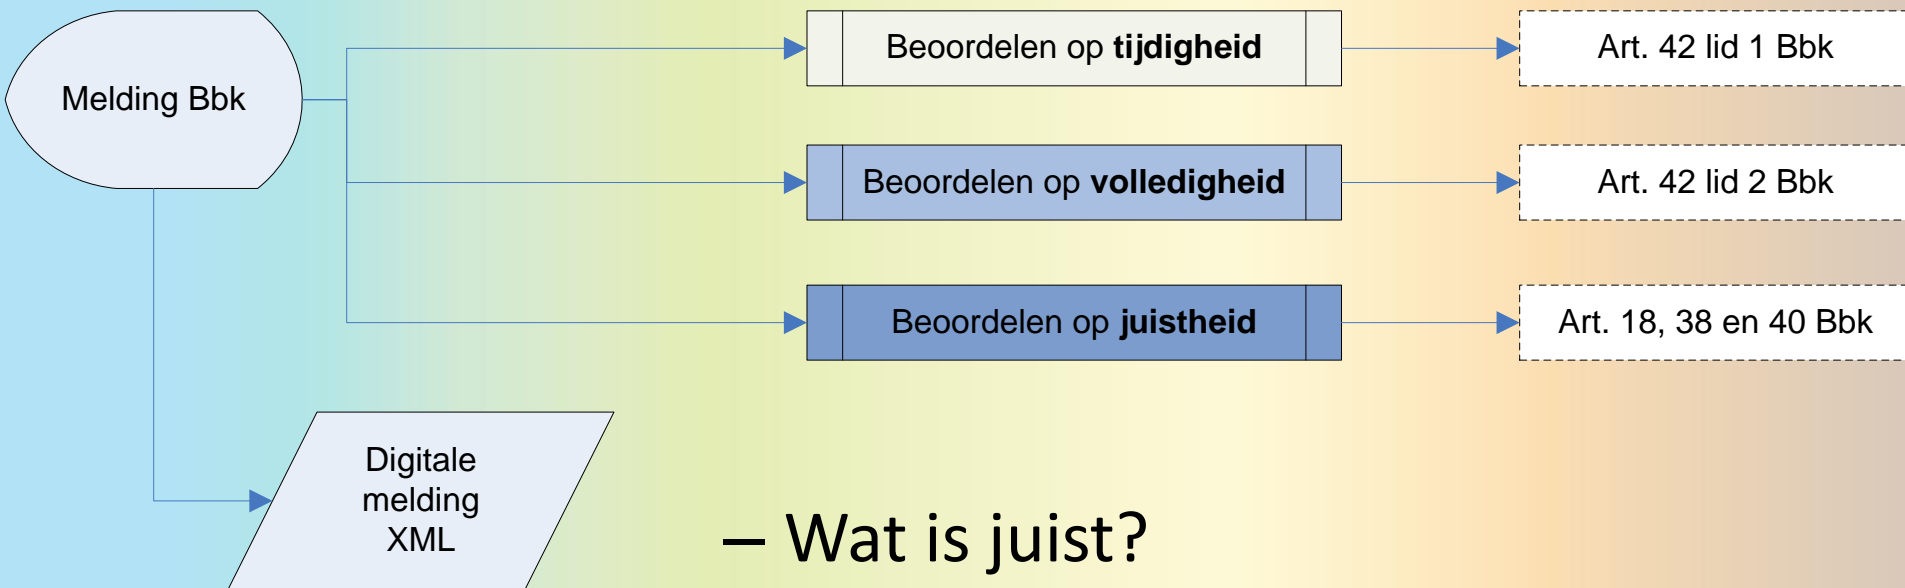 Melding Bbk
Beoordelen op tijdigheid
Art. 42 lid 1 Bbk
Beoordelen op volledigheid
Art. 42 lid 2 Bbk
Beoordelen op juistheid
Art. 18, 38 en 40 Bbk
Digitale
melding
XML
– Wat is juist?